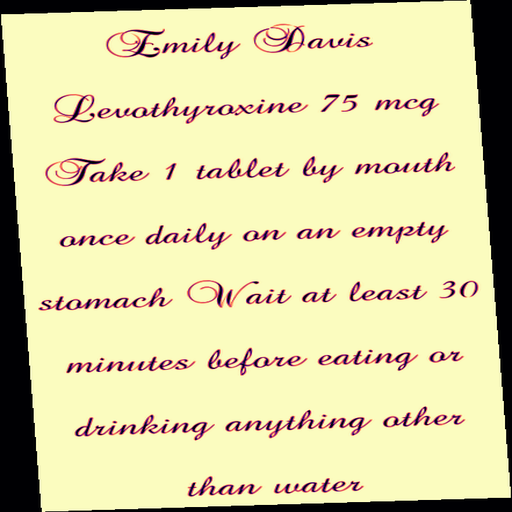 Emily Davis
Levothyroxine 75 mcg
Take 1 tablet by mouth
once daily on an empty
stomach Wait at least 30
minutes before eating or
drinking anything other
than water